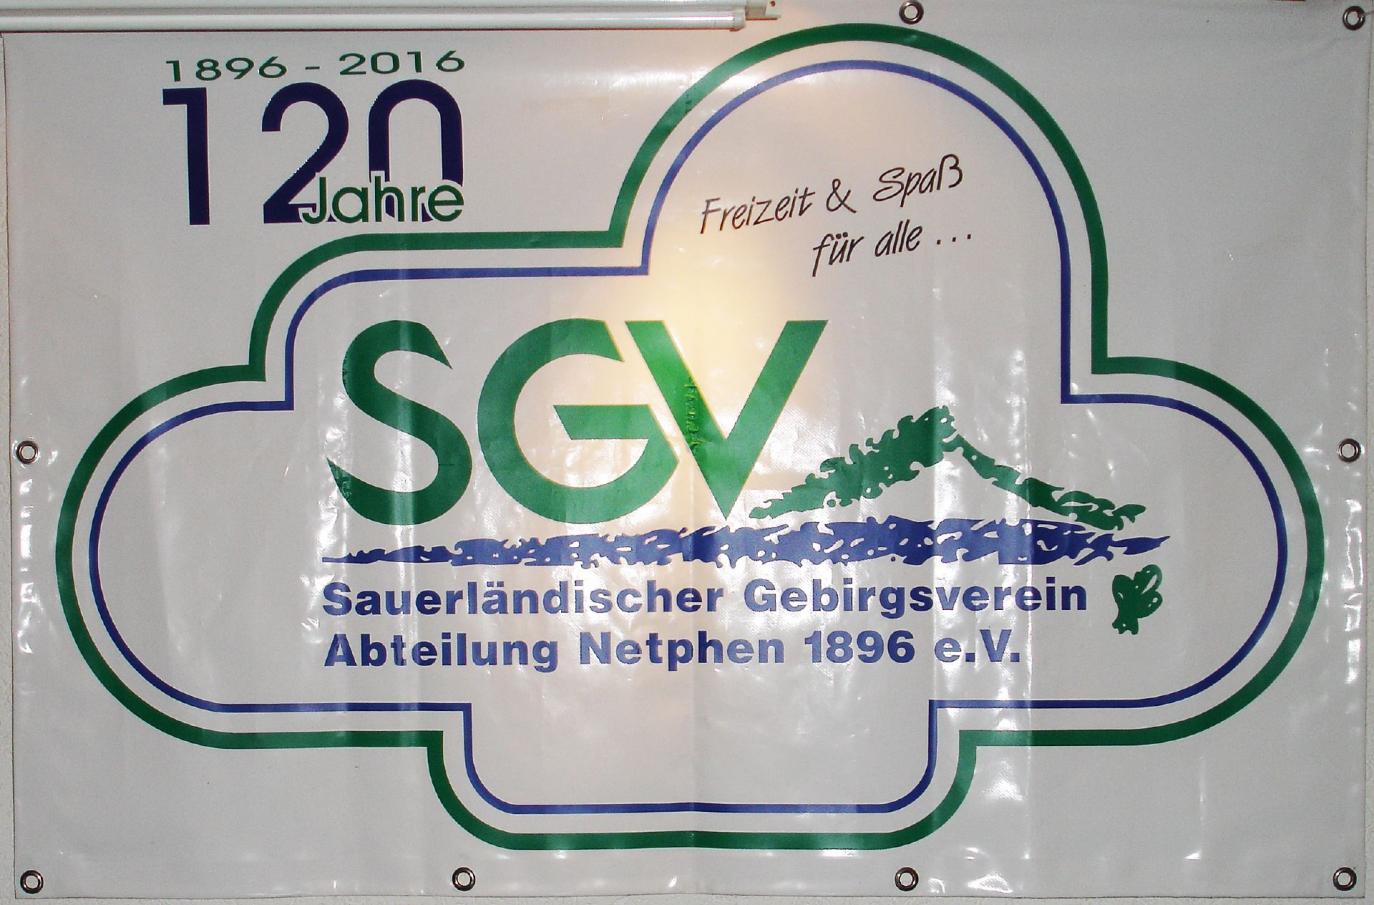 1896 - 2016
120
Jahre
Freizeit & Spaß
für alle ...
SGV
Sauerländischer Gebirgsverein
Abteilung Netphen 1896 e.V.